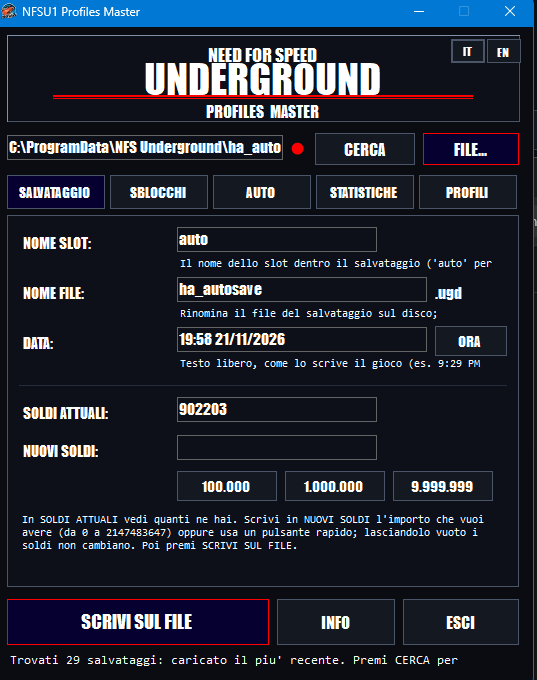 NFSU1 Profiles Master
NEED FOR SPEED
IT
EN
UNDERGROUND
PROFILES MASTER
C:\ProgramData\NFS Underground\ha_auto
CERCA
FILE...
SALVATAGGIO
SBLOCCHI
AUTO
STATISTICHE
PROFILI
NOME SLOT:
auto
Il nome dello slot dentro il salvataggio ('auto' per
NOME FILE:
ha_autosave
.ugd
Rinomina il file del salvataggio sul disco;
DATA:
19:58 21/11/2026
ORA
Testo libero, come lo scrive il gioco (es. 9:29 PM
SOLDI ATTUALI:
902203
NUOVI SOLDI:
100.000
1.000.000
9.999.999
In SOLDI ATTUALI vedi quanti ne hai. Scrivi in NUOVI SOLDI l'importo che vuoi
avere (da 0 a 2147483647) oppure usa un pulsante rapido; lasciandolo vuoto i
soldi non cambiano. Poi premi SCRIVI SUL FILE.
SCRIVI SUL FILE
INFO
ESCI
Trovati 29 salvataggi: caricato il piu' recente. Premi CERCA per